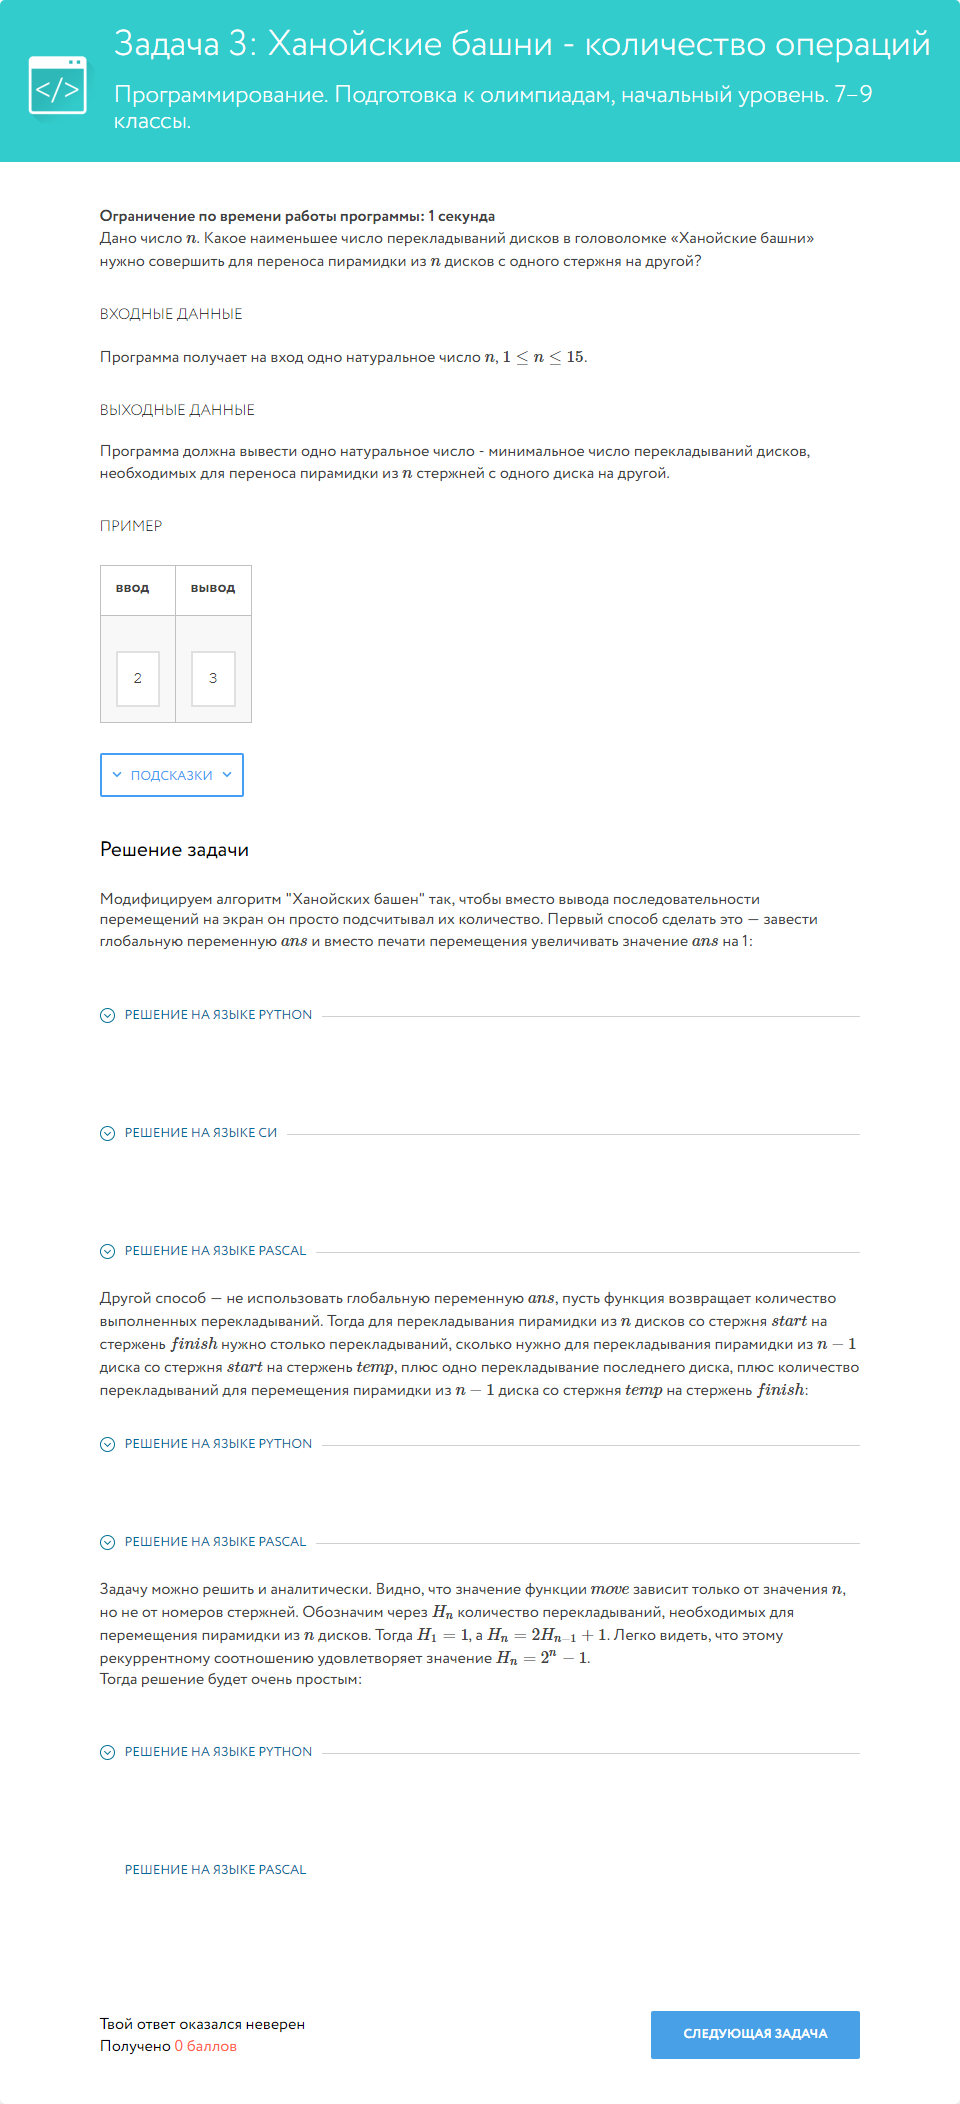 Задача 3: Ханойские башни - количество операций
</>
Программирование. Подготовка к олимпиадам, начальный уровень. 7–9
классы.
Ограничение по времени работы программы: 1 секунда
Дано число n. Какое наименьшее число перекладываний дисков в головоломке «Ханойские башни»
нужно совершить для переноса пирамидки из n дисков с одного стержня на другой?
ВХОДНЫЕ ДАННЫЕ
Программа получает на вход одно натуральное число n, 1 ≤ n ≤ 15.
ВЫХОДНЫЕ ДАННЫЕ
Программа должна вывести одно натуральное число - минимальное число перекладываний дисков,
необходимых для переноса пирамидки из n стержней с одного диска на другой.
ПРИМЕР
ввод вывод
2 3
ПОДСКАЗКИ
Решение задачи
Модифицируем алгоритм "Ханойских башен" так, чтобы вместо вывода последовательности
перемещений на экран он просто подсчитывал их количество. Первый способ сделать это — завести
глобальную переменную ans и вместо печати перемещения увеличивать значение ans на 1:
РЕШЕНИЕ НА ЯЗЫКЕ PYTHON
РЕШЕНИЕ НА ЯЗЫКЕ СИ
РЕШЕНИЕ НА ЯЗЫКЕ PASCAL
Другой способ — не использовать глобальную переменную ans, пусть функция возвращает количество
выполненных перекладываний. Тогда для перекладывания пирамидки из n дисков со стержня start на
стержень finish нужно столько перекладываний, сколько нужно для перекладывания пирамидки из n − 1
диска со стержня start на стержень temp, плюс одно перекладывание последнего диска, плюс количество
перекладываний для перемещения пирамидки из n − 1 диска со стержня temp на стержень finish:
РЕШЕНИЕ НА ЯЗЫКЕ PYTHON
РЕШЕНИЕ НА ЯЗЫКЕ PASCAL
Задачу можно решить и аналитически. Видно, что значение функции move зависит только от значения n,
но не от номеров стержней. Обозначим через Hₙ количество перекладываний, необходимых для
перемещения пирамидки из n дисков. Тогда H₁ = 1, а Hₙ = 2Hₙ₋₁ + 1. Легко видеть, что этому
рекуррентному соотношению удовлетворяет значение Hₙ = 2ⁿ − 1.
Тогда решение будет очень простым:
РЕШЕНИЕ НА ЯЗЫКЕ PYTHON
РЕШЕНИЕ НА ЯЗЫКЕ PASCAL
Твой ответ оказался неверен
Получено 0 баллов
СЛЕДУЮЩАЯ ЗАДАЧА